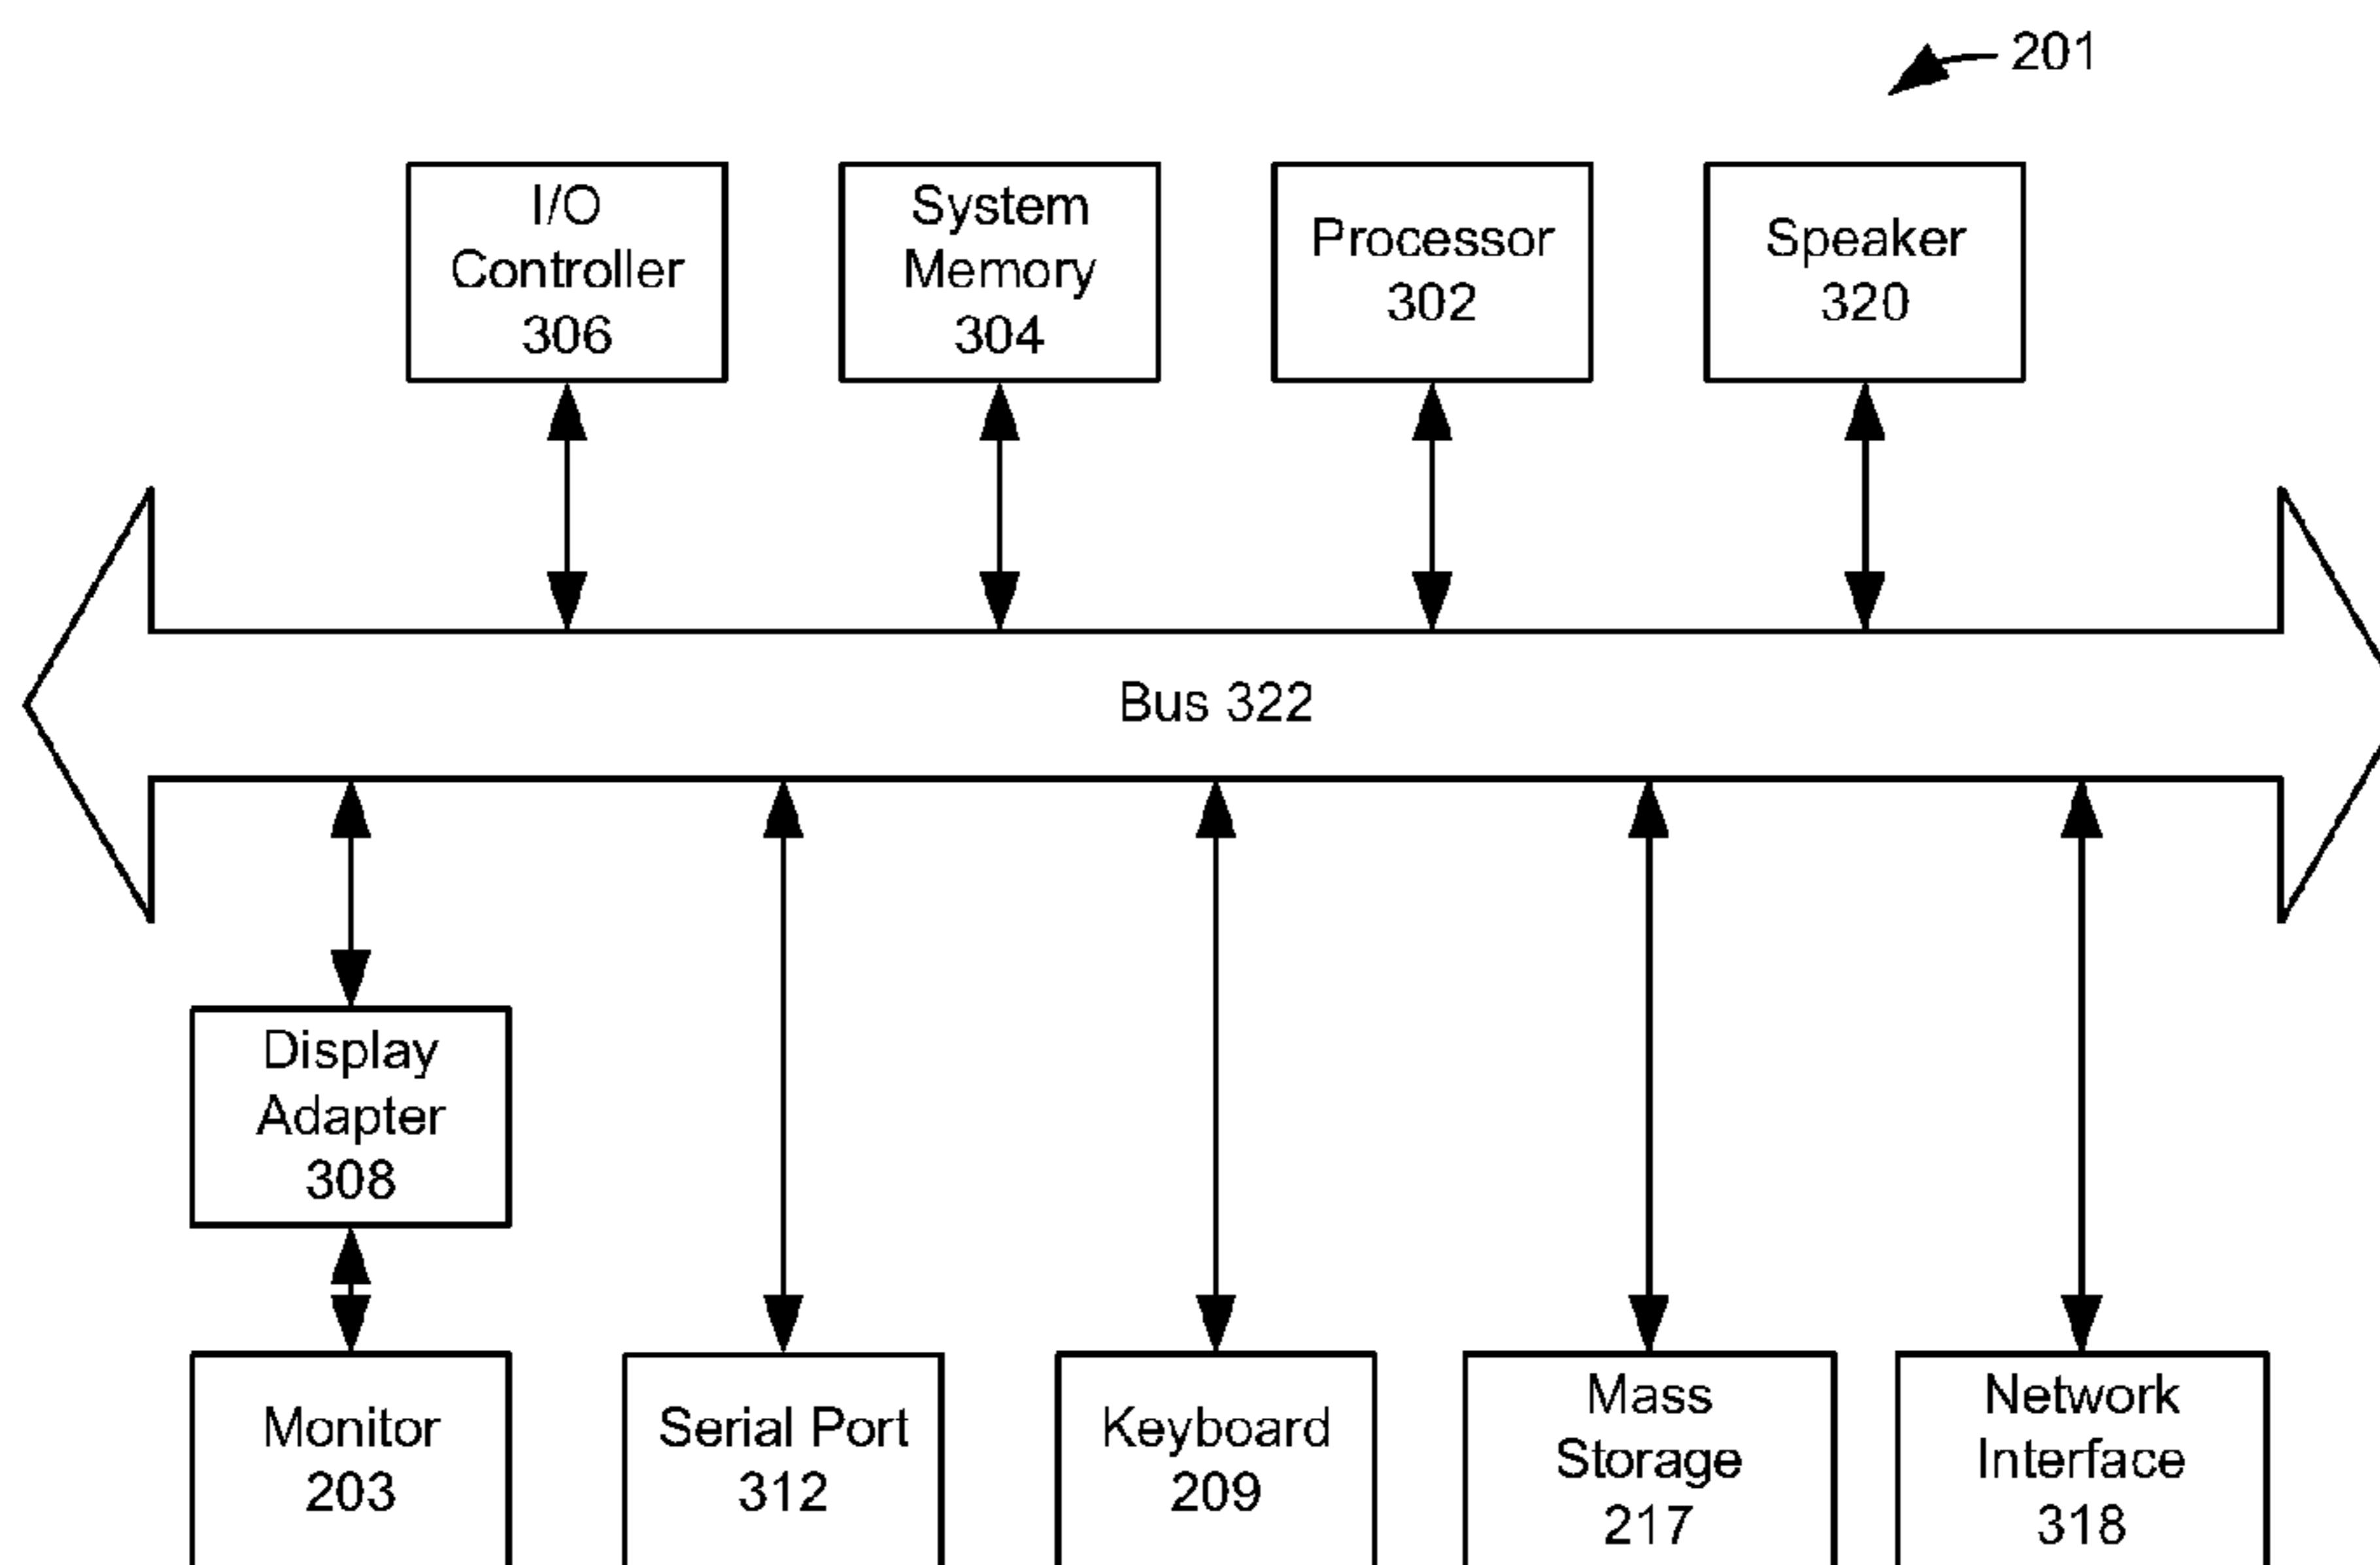 201
I/O
Controller
306
System
Memory
304
Processor
302
Speaker
320
Bus 322
Display
Adapter
308
Monitor
203
Serial Port
312
Keyboard
209
Mass
Storage
217
Network
Interface
318